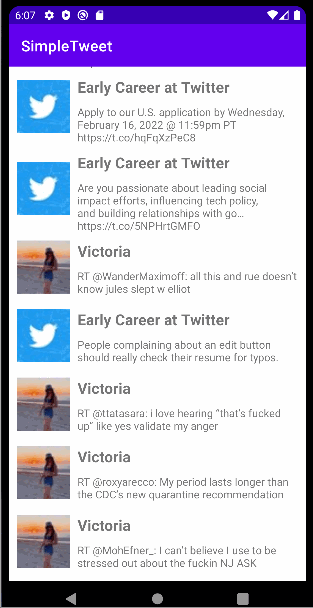 6:07
SimpleTweet
Early Career at Twitter
Apply to our U.S. application by Wednesday,
February 16, 2022 @ 11:59pm PT
https://t.co/hqFqXzPeC8
Early Career at Twitter
Are you passionate about leading social
impact efforts, influencing tech policy,
and building relationships with go…
https://t.co/5NPHrtGMFO
Victoria
RT @WanderMaximoff: all this and rue doesn't
know jules slept w elliot
Early Career at Twitter
People complaining about an edit button
should really check their resume for typos.
Victoria
RT @ttatasara: i love hearing “that's fucked
up” like yes validate my anger
Victoria
RT @roxyarecco: My period lasts longer than
the CDC's new quarantine recommendation
Victoria
RT @MohEfner_: I can't believe I use to be
stressed out about the fuckin NJ ASK